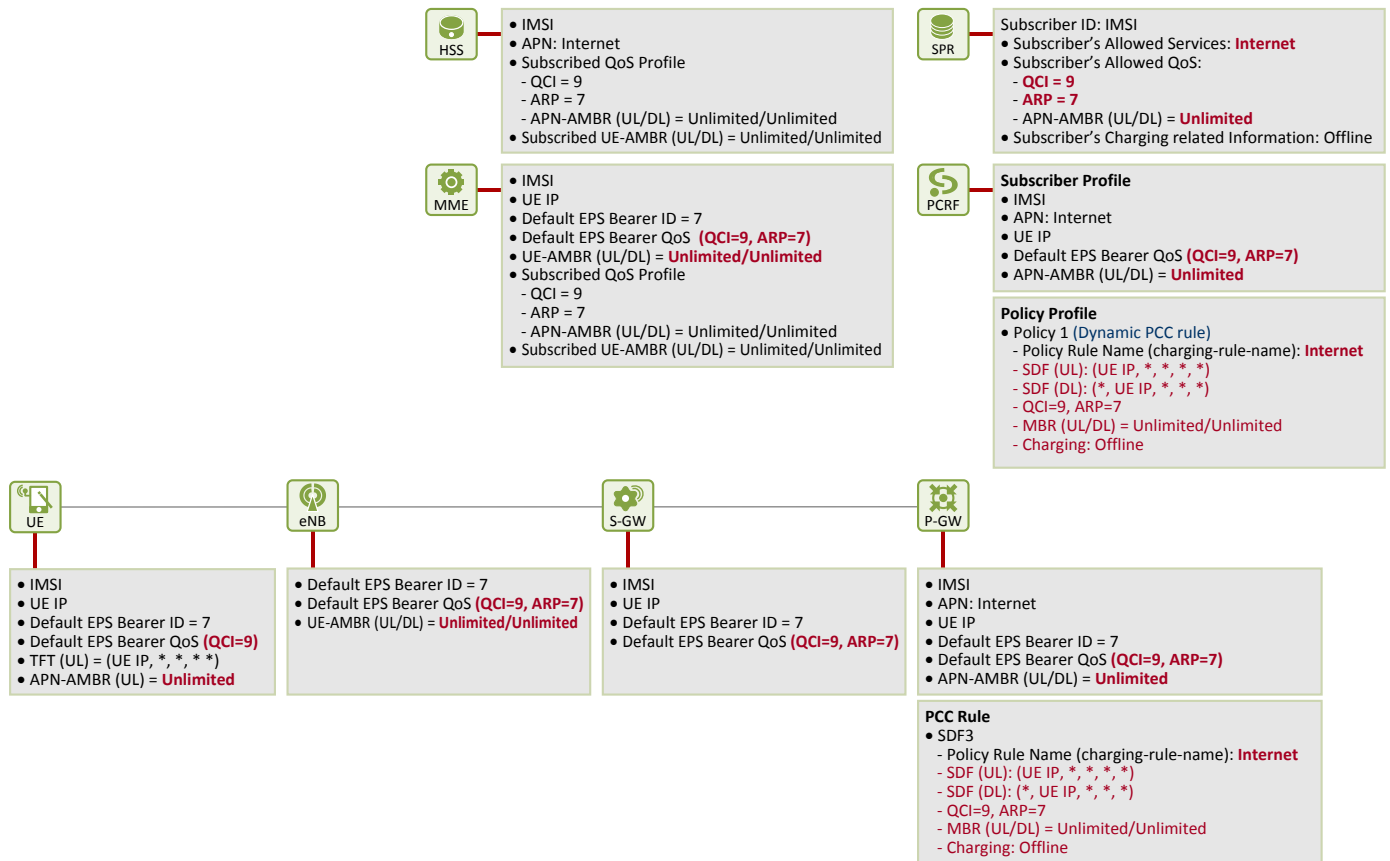 HSS
• IMSI
• APN: Internet
• Subscribed QoS Profile
- QCI = 9
- ARP = 7
- APN-AMBR (UL/DL) = Unlimited/Unlimited
• Subscribed UE-AMBR (UL/DL) = Unlimited/Unlimited
SPR
Subscriber ID: IMSI
• Subscriber's Allowed Services: Internet
• Subscriber's Allowed QoS:
- QCI = 9
- ARP = 7
- APN-AMBR (UL/DL) = Unlimited
• Subscriber's Charging related Information: Offline
MME
• IMSI
• UE IP
• Default EPS Bearer ID = 7
• Default EPS Bearer QoS (QCI=9, ARP=7)
• UE-AMBR (UL/DL) = Unlimited/Unlimited
• Subscribed QoS Profile
- QCI = 9
- ARP = 7
- APN-AMBR (UL/DL) = Unlimited/Unlimited
• Subscribed UE-AMBR (UL/DL) = Unlimited/Unlimited
PCRF
Subscriber Profile
• IMSI
• APN: Internet
• UE IP
• Default EPS Bearer QoS (QCI=9, ARP=7)
• APN-AMBR (UL/DL) = Unlimited
Policy Profile
• Policy 1 (Dynamic PCC rule)
- Policy Rule Name (charging-rule-name): Internet
- SDF (UL): (UE IP, *, *, *, *)
- SDF (DL): (*, UE IP, *, *, *)
- QCI=9, ARP=7
- MBR (UL/DL) = Unlimited/Unlimited
- Charging: Offline
UE
• IMSI
• UE IP
• Default EPS Bearer ID = 7
• Default EPS Bearer QoS (QCI=9)
• TFT (UL) = (UE IP, *, *, * *)
• APN-AMBR (UL) = Unlimited
eNB
• Default EPS Bearer ID = 7
• Default EPS Bearer QoS (QCI=9, ARP=7)
• UE-AMBR (UL/DL) = Unlimited/Unlimited
S-GW
• IMSI
• UE IP
• Default EPS Bearer ID = 7
• Default EPS Bearer QoS (QCI=9, ARP=7)
P-GW
• IMSI
• APN: Internet
• UE IP
• Default EPS Bearer ID = 7
• Default EPS Bearer QoS (QCI=9, ARP=7)
• APN-AMBR (UL/DL) = Unlimited
PCC Rule
• SDF3
- Policy Rule Name (charging-rule-name): Internet
- SDF (UL): (UE IP, *, *, *, *)
- SDF (DL): (*, UE IP, *, *, *)
- QCI=9, ARP=7
- MBR (UL/DL) = Unlimited/Unlimited
- Charging: Offline